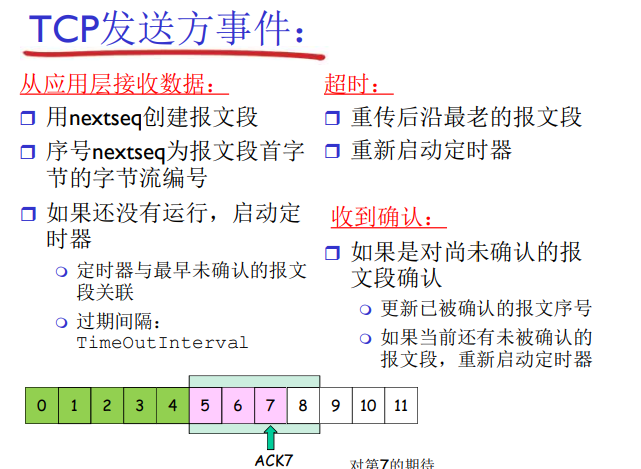 TCP发送方事件：
从应用层接收数据：
用nextseq创建报文段
序号nextseq为报文段首字
节的字节流编号
如果还没有运行，启动定
时器
定时器与最早未确认的报文
段关联
过期间隔：
TimeOutInterval
超时：
重传后沿最老的报文段
重新启动定时器
收到确认：
如果是对尚未确认的报
文段确认
更新已被确认的报文序号
如果当前还有未被确认的
报文段，重新启动定时器
0 1 2 3 4 5 6 7 8 9 10 11
ACK7
对第7的期待